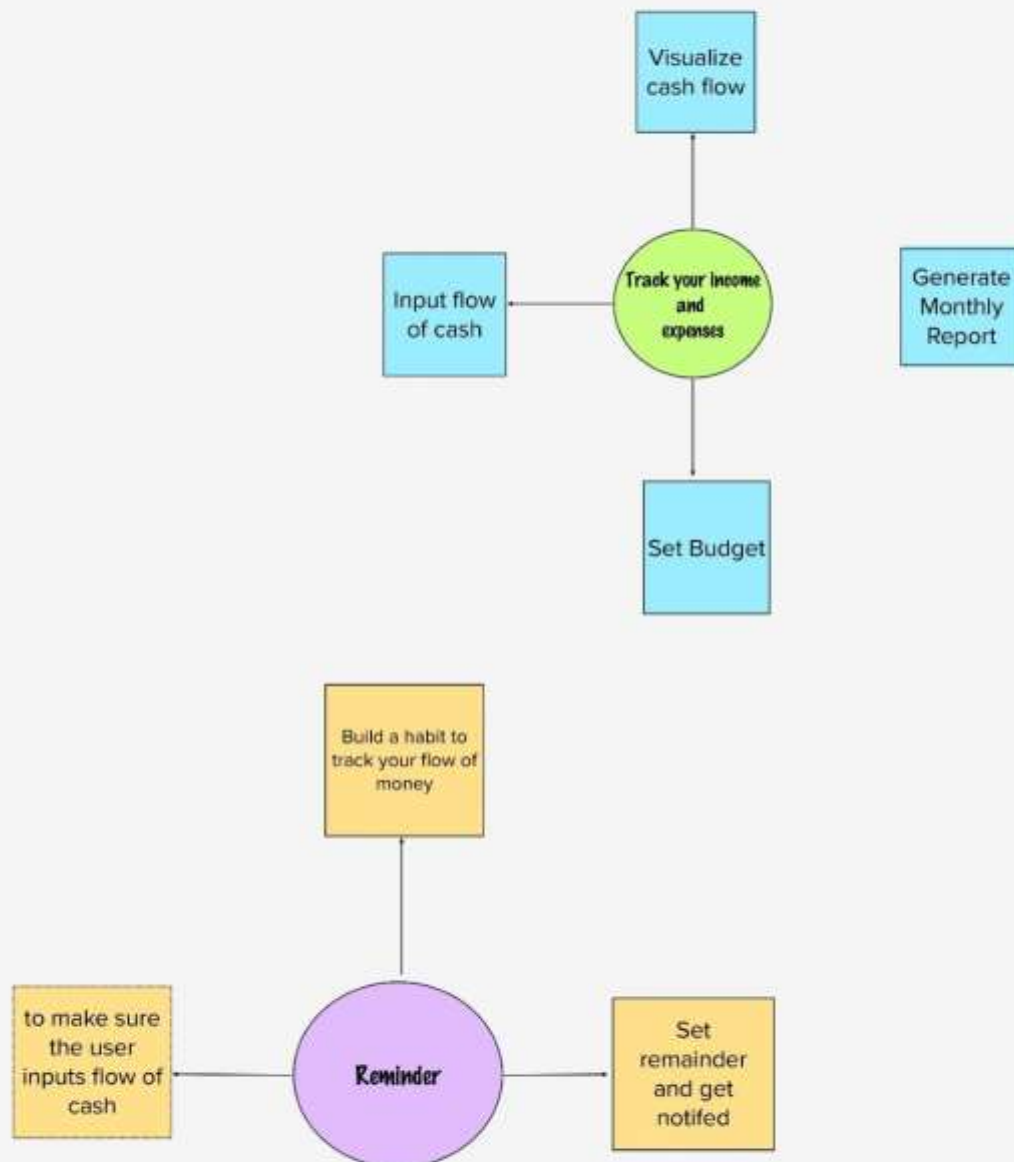 Visualize
cash flow
Input flow
of cash
Track your income
and
expenses
Generate
Monthly
Report
Set Budget
Build a habit to
track your flow of
money
to make sure
the user
inputs flow of
cash
Reminder
Set
remainder
and get
notifed